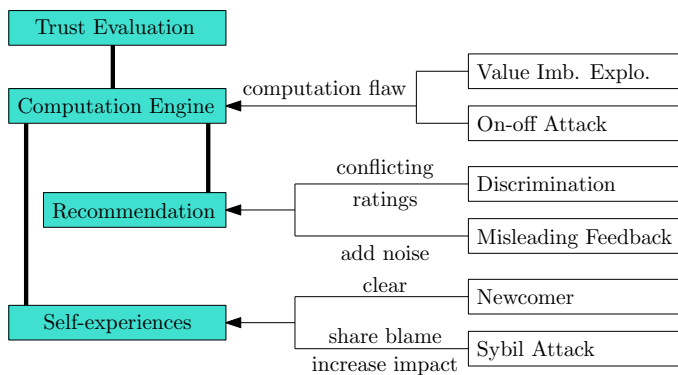 Trust Evaluation
Computation Engine
computation flaw
Value Imb. Explo.
On-off Attack
Recommendation
conflicting
ratings
Discrimination
add noise
Misleading Feedback
Self-experiences
clear
Newcomer
share blame
increase impact
Sybil Attack